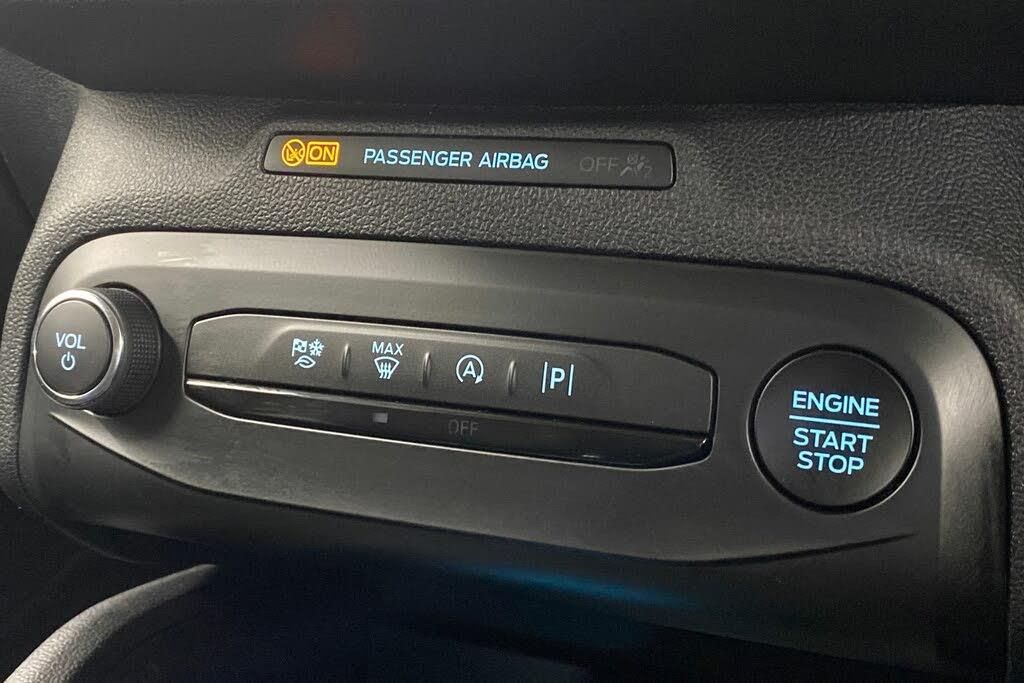 ON PASSENGER AIRBAG OFF
VOL
MAX
A
P
OFF
ENGINE
START
STOP